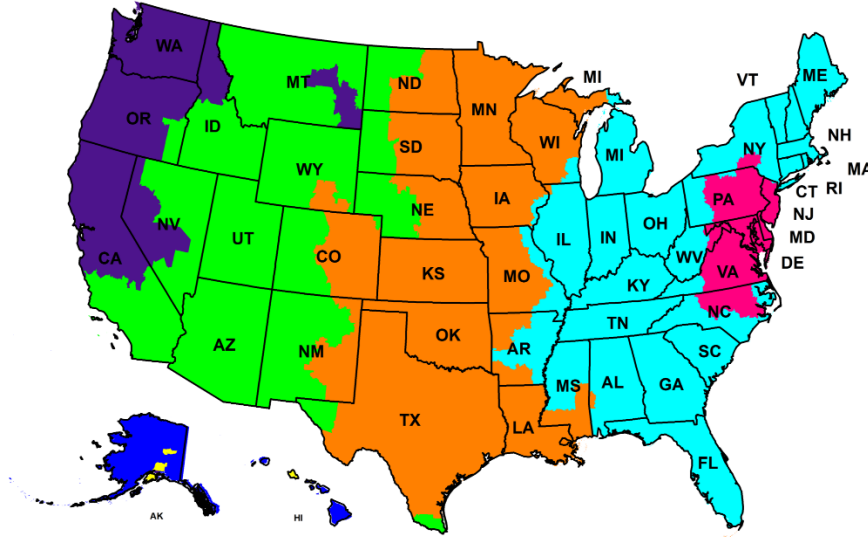 WA
MT
ND
MN
MI
VT
ME
OR
ID
SD
WI
MI
NY
NH
MA
WY
IA
NE
PA
CT
RI
NJ
NV
UT
CO
IL
IN
OH
MD
CA
KS
MO
WV
VA
DE
KY
NC
AZ
NM
OK
AR
TN
SC
TX
LA
MS
AL
GA
FL
AK
HI